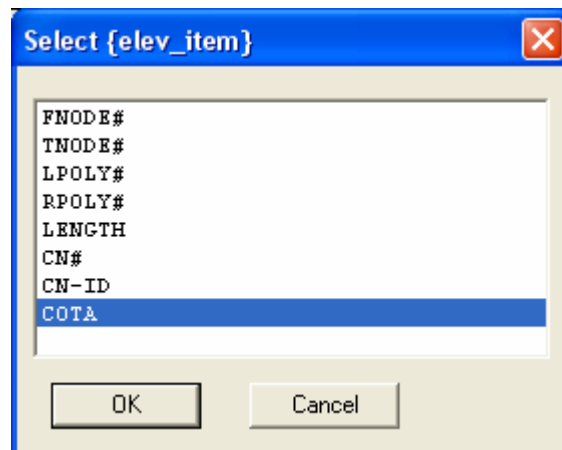 Select {elev_item}
FNODE#
TNODE#
LPOLY#
RPOLY#
LENGTH
CN#
CN-ID
COTA
OK Cancel